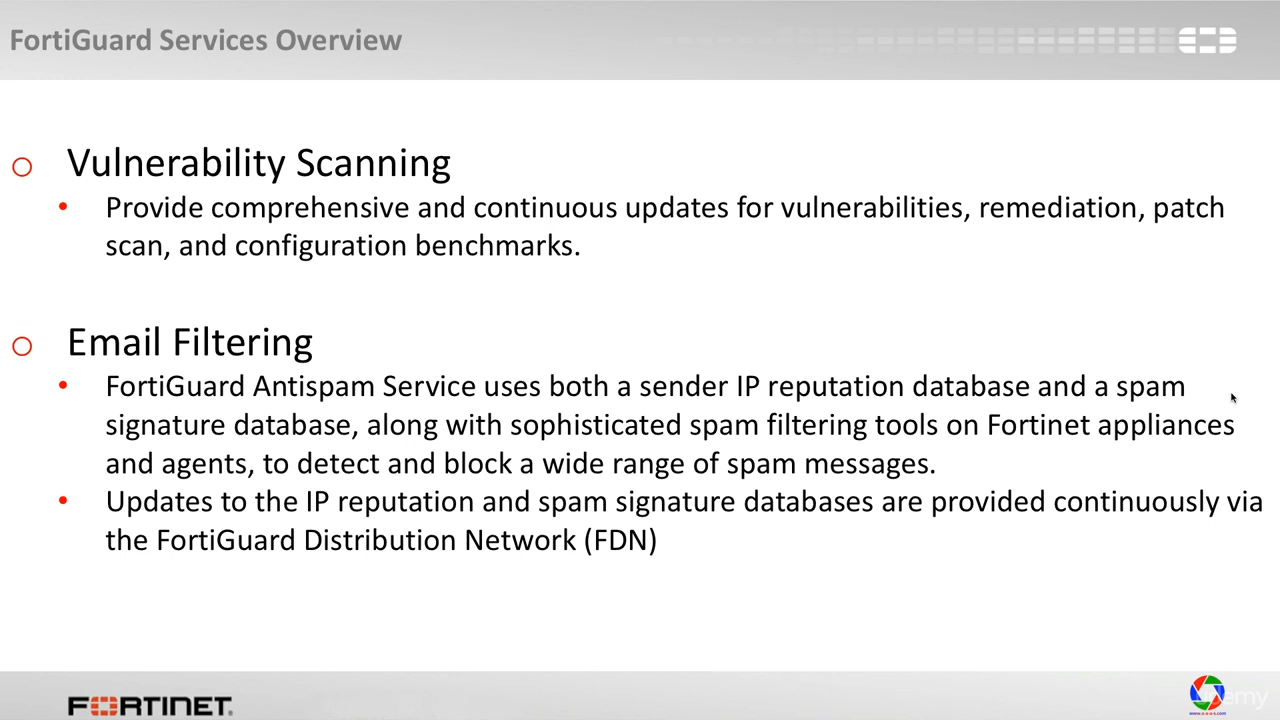 FortiGuard Services Overview
o Vulnerability Scanning
• Provide comprehensive and continuous updates for vulnerabilities, remediation, patch
scan, and configuration benchmarks.
o Email Filtering
• FortiGuard Antispam Service uses both a sender IP reputation database and a spam
signature database, along with sophisticated spam filtering tools on Fortinet appliances
and agents, to detect and block a wide range of spam messages.
• Updates to the IP reputation and spam signature databases are provided continuously via
the FortiGuard Distribution Network (FDN)
FORTINET